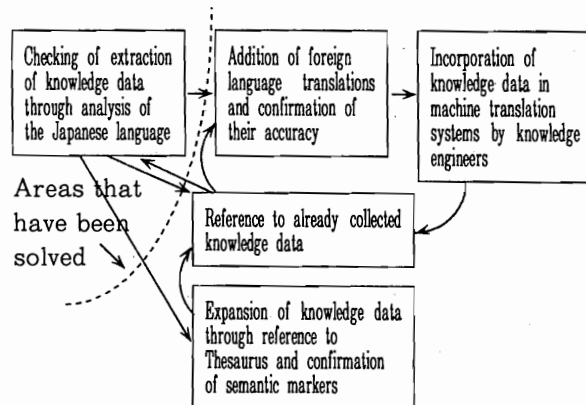 Checking of extraction
of knowledge data
through analysis of
the Japanese language
Addition of foreign
language translations
and confirmation of
their accuracy
Incorporation of
knowledge data in
machine translation
systems by knowledge
engineers
Areas that
have been
solved
Reference to already collected
knowledge data
Expansion of knowledge data
through reference to
Thesaurus and confirmation
of semantic markers